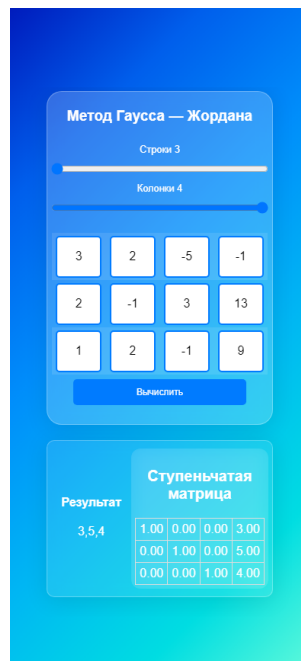 Метод Гаусса — Жордана
Строки 3
Колонки 4
3 2 -5 -1
2 -1 3 13
1 2 -1 9
Вычислить
Результат
3,5,4
Ступеньчатая
матрица
1.00 0.00 0.00 3.00
0.00 1.00 0.00 5.00
0.00 0.00 1.00 4.00